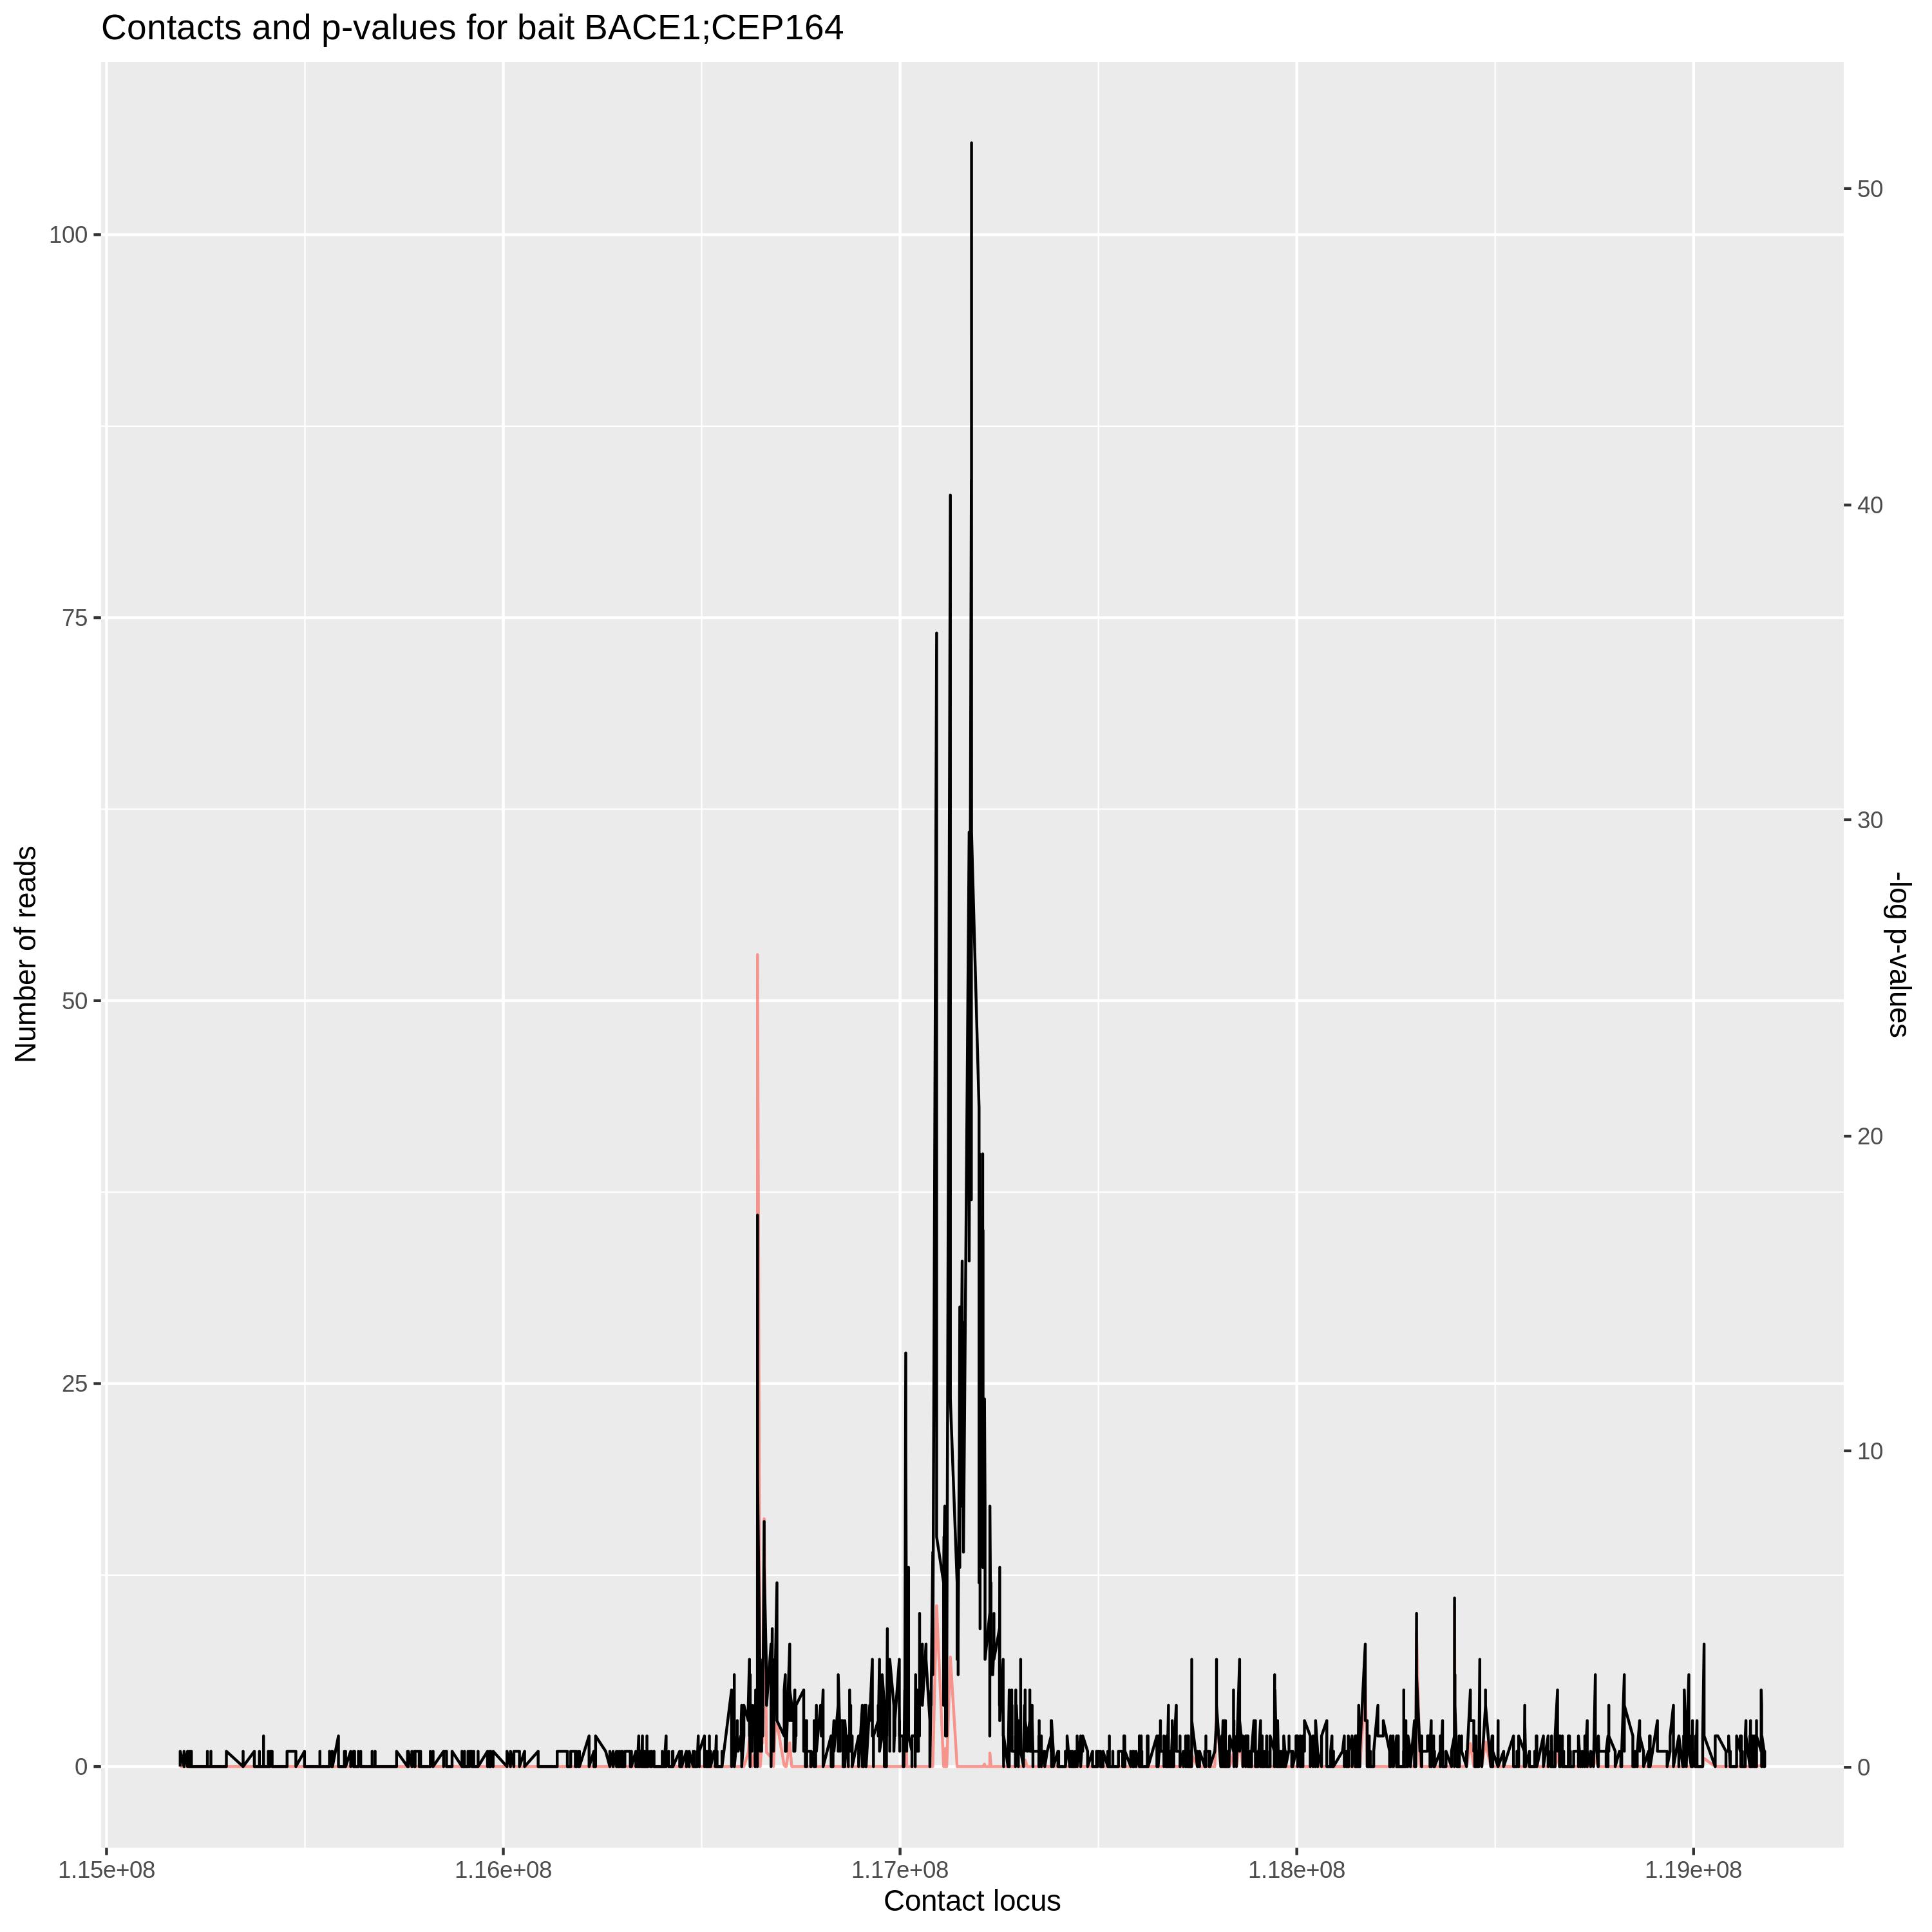 Contacts and p-values for bait BACE1;CEP164
Number of reads
100
75
50
25
0
50
40
30
20
10
0
-log p-values
1.15e+08
1.16e+08
1.17e+08
1.18e+08
1.19e+08
Contact locus